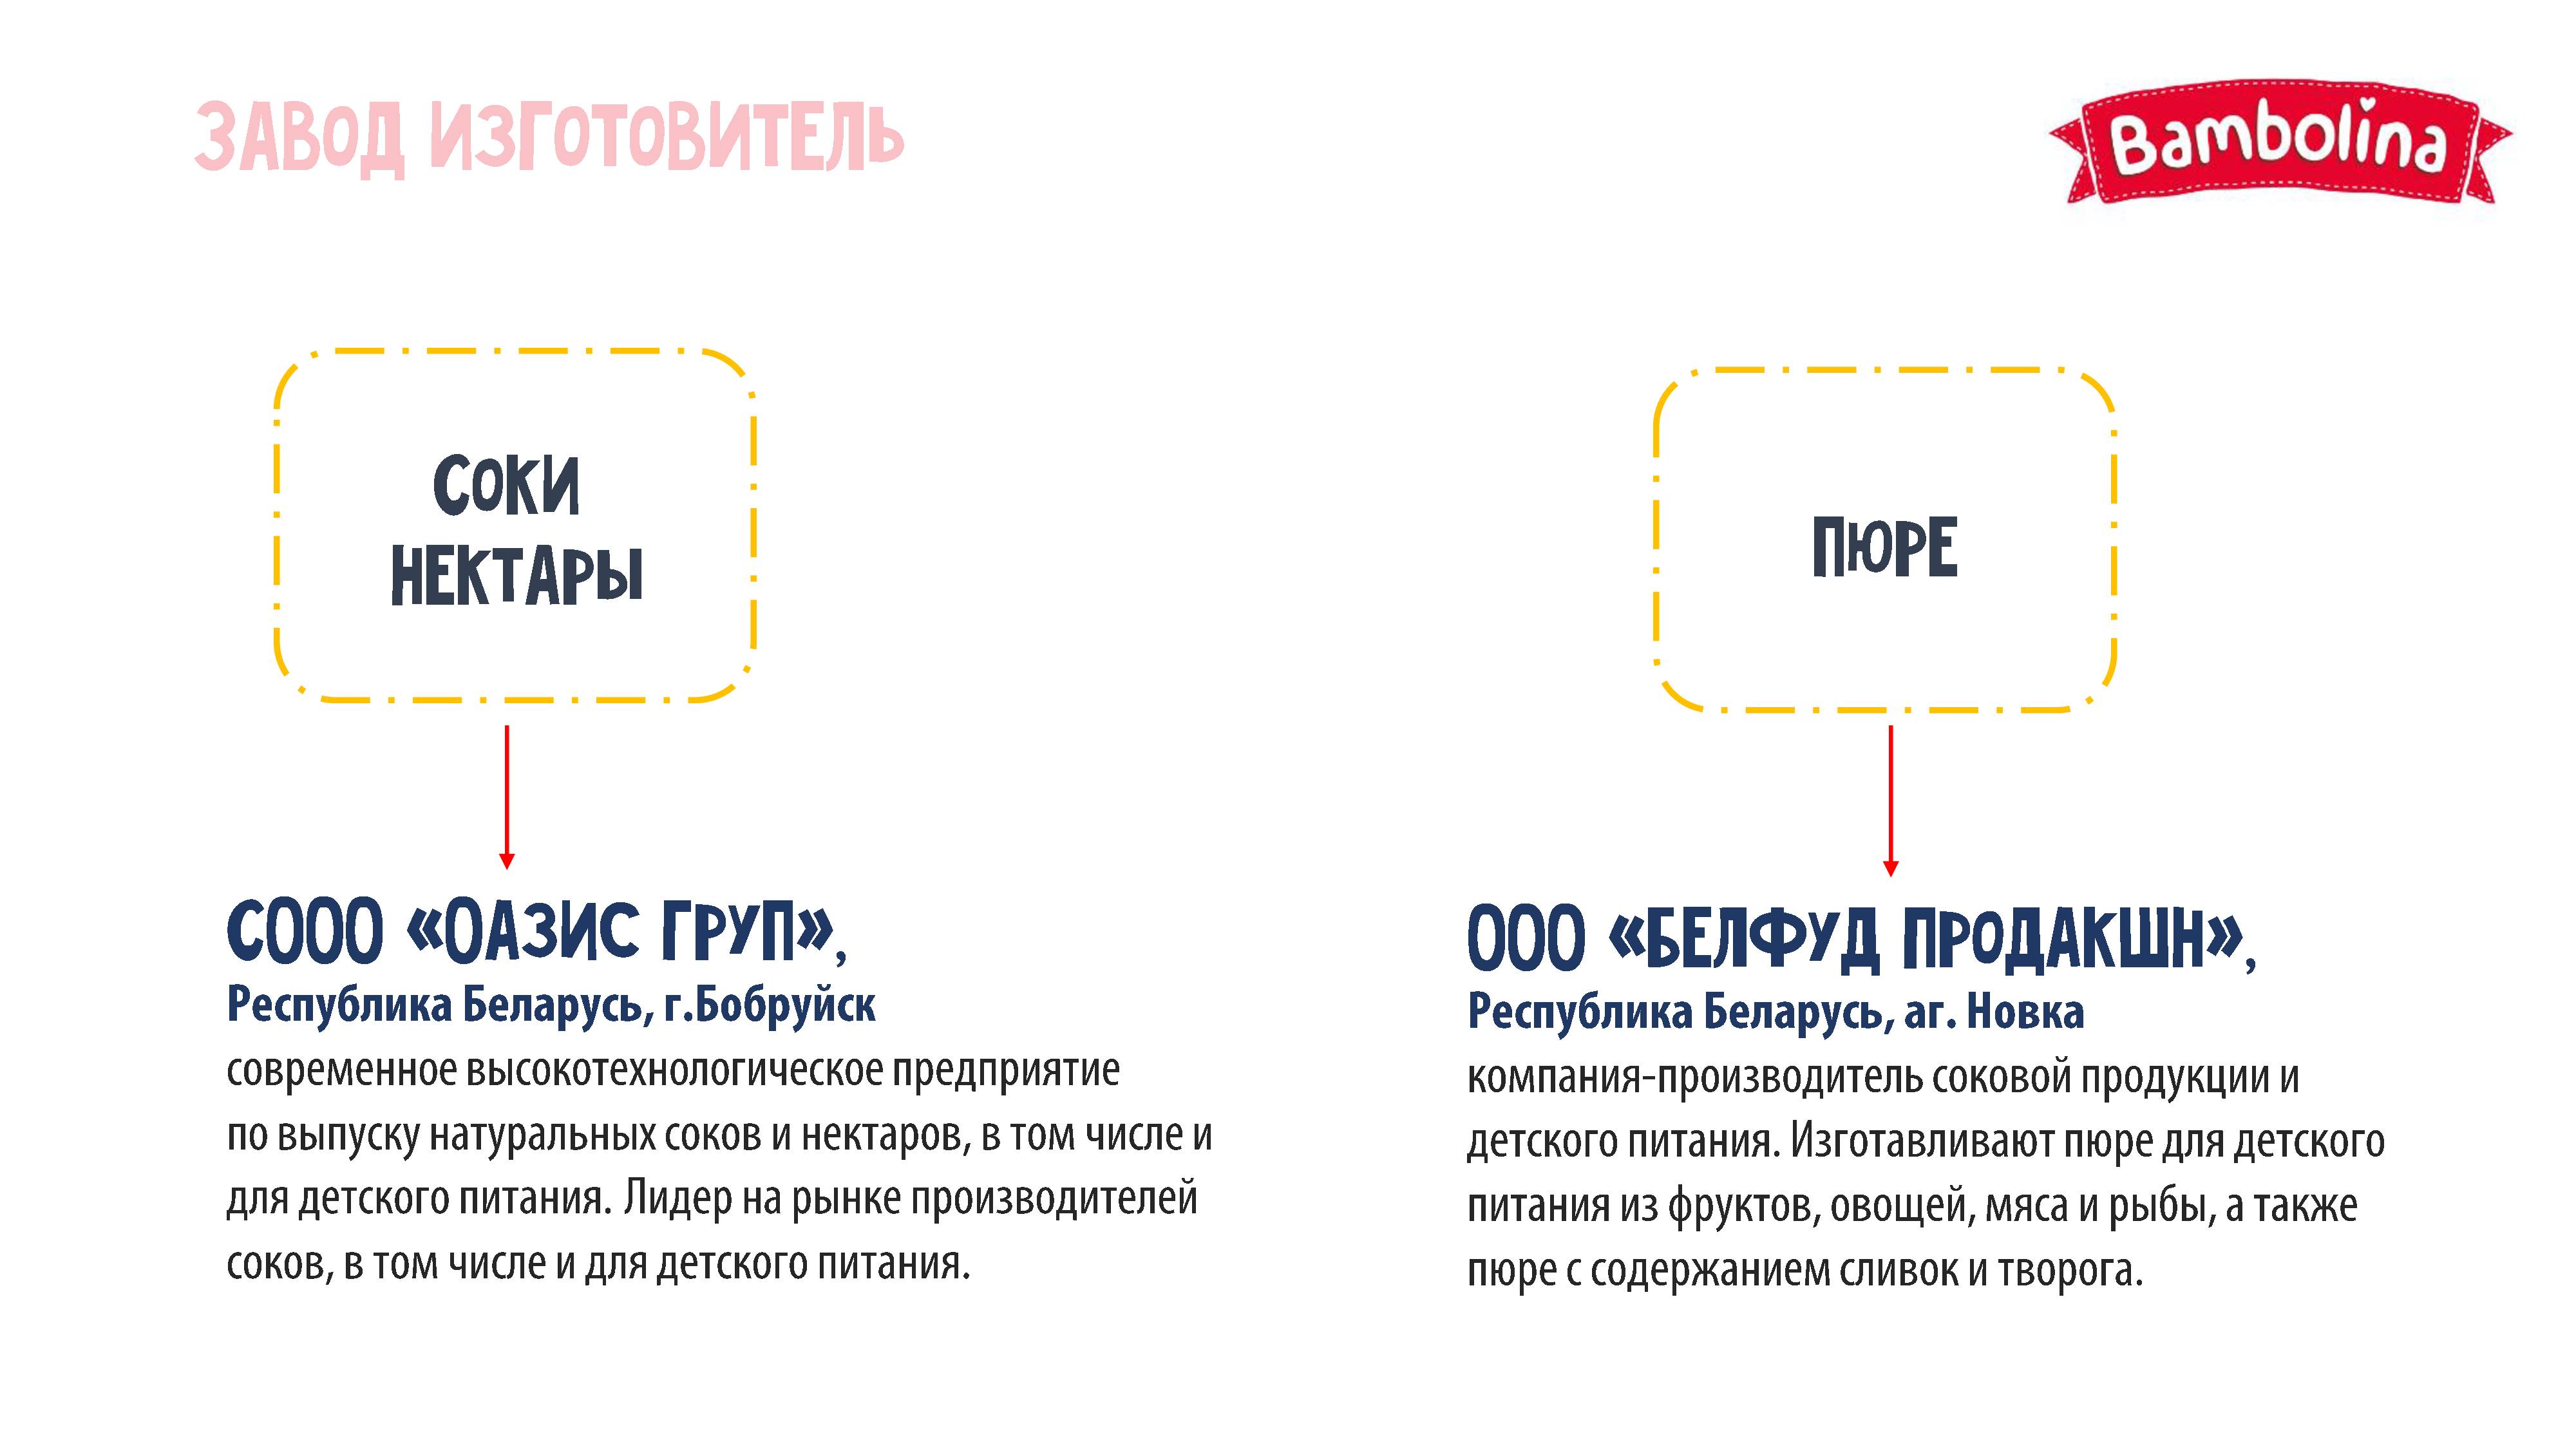 ЗАВОД ИЗГОТОВИТЕЛЬ
Bambolina
СОКИ
НЕКТАРЫ
СООО «ОАЗИС ГРУП»,
Республика Беларусь, г.Бобруйск
современное высокотехнологическое предприятие
по выпуску натуральных соков и нектаров, в том числе и
для детского питания. Лидер на рынке производителей
соков, в том числе и для детского питания.
ПЮРЕ
ООО «БЕЛФУД ПРОДАКШН»,
Республика Беларусь, аг. Новка
компания-производитель соковой продукции и
детского питания. Изготавливают пюре для детского
питания из фруктов, овощей, мяса и рыбы, а также
пюре с содержанием сливок и творога.